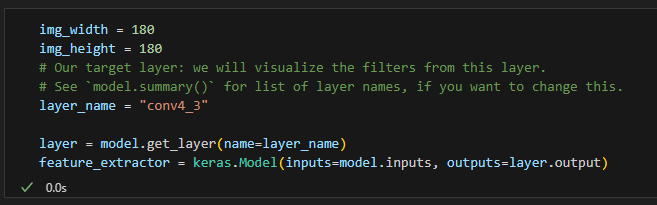 img_width = 180
img_height = 180
# Our target layer: we will visualize the filters from this layer.
# See `model.summary()` for list of layer names, if you want to change this.
layer_name = "conv4_3"
layer = model.get_layer(name=layer_name)
feature_extractor = keras.Model(inputs=model.inputs, outputs=layer.output)
✓ 0.0s